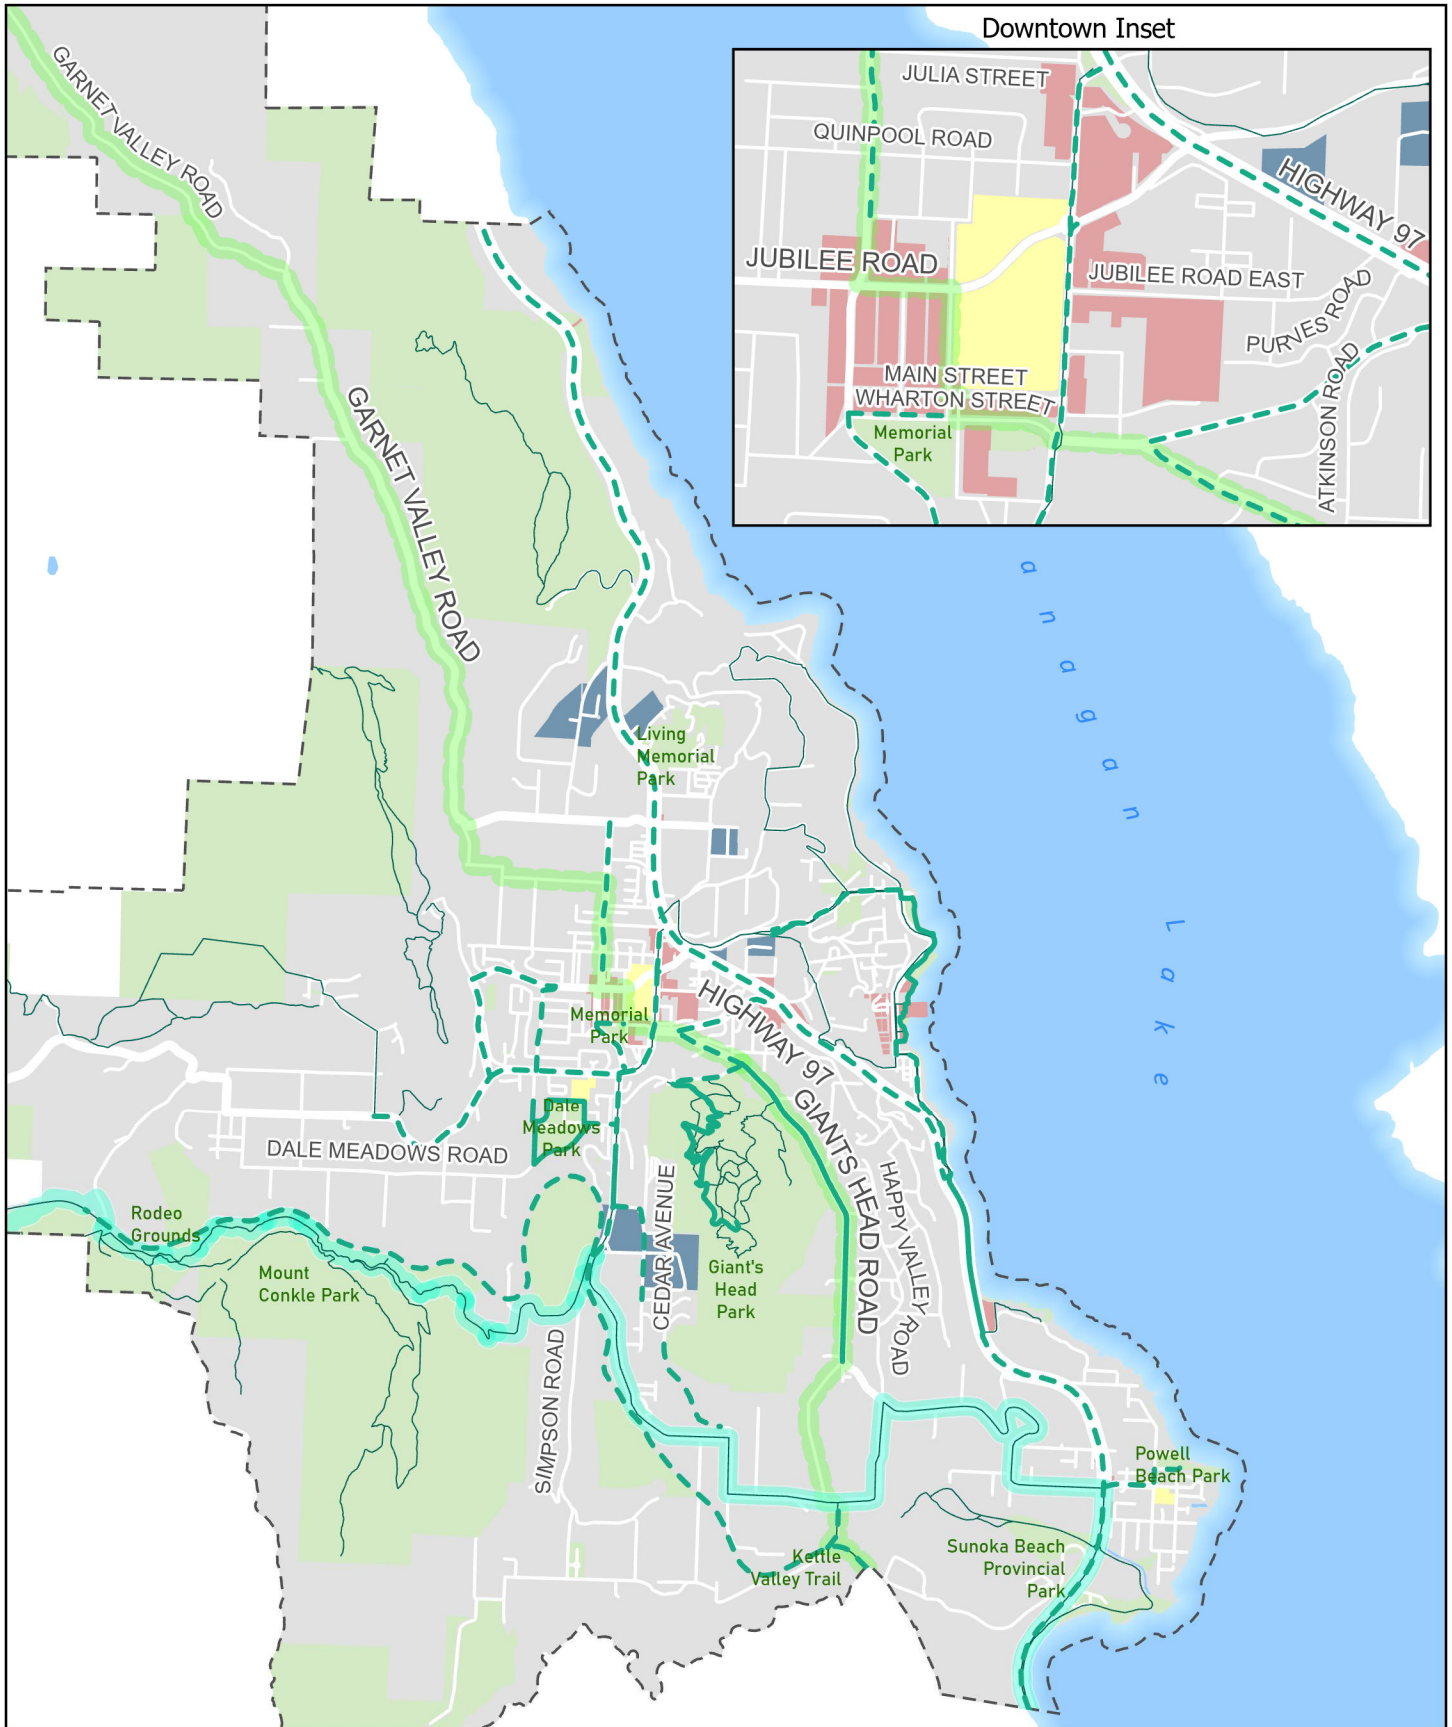 Downtown Inset
JULIA STREET
QUINPOOL ROAD
HIGHWAY 97
JUBILEE ROAD
JUBILEE ROAD EAST
PURVES ROAD
MAIN STREET
WHARTON STREET
ATKINSON ROAD
Memorial
Park
GARNET VALLEY ROAD
GARNET VALLEY ROAD
anagan Lake
Living
Memorial
Park
HIGHWAY 97
Memorial
Park
Dale
Meadows
Park
DALE MEADOWS ROAD
GIANTS HEAD ROAD
HAPPY VALLEY ROAD
CEDAR AVENUE
Rodeo
Grounds
Mount
Conkle Park
Giant's
Head
Park
SIMPSON ROAD
Powell
Beach Park
Kettle
Valley Trail
Sunoka Beach
Provincial
Park